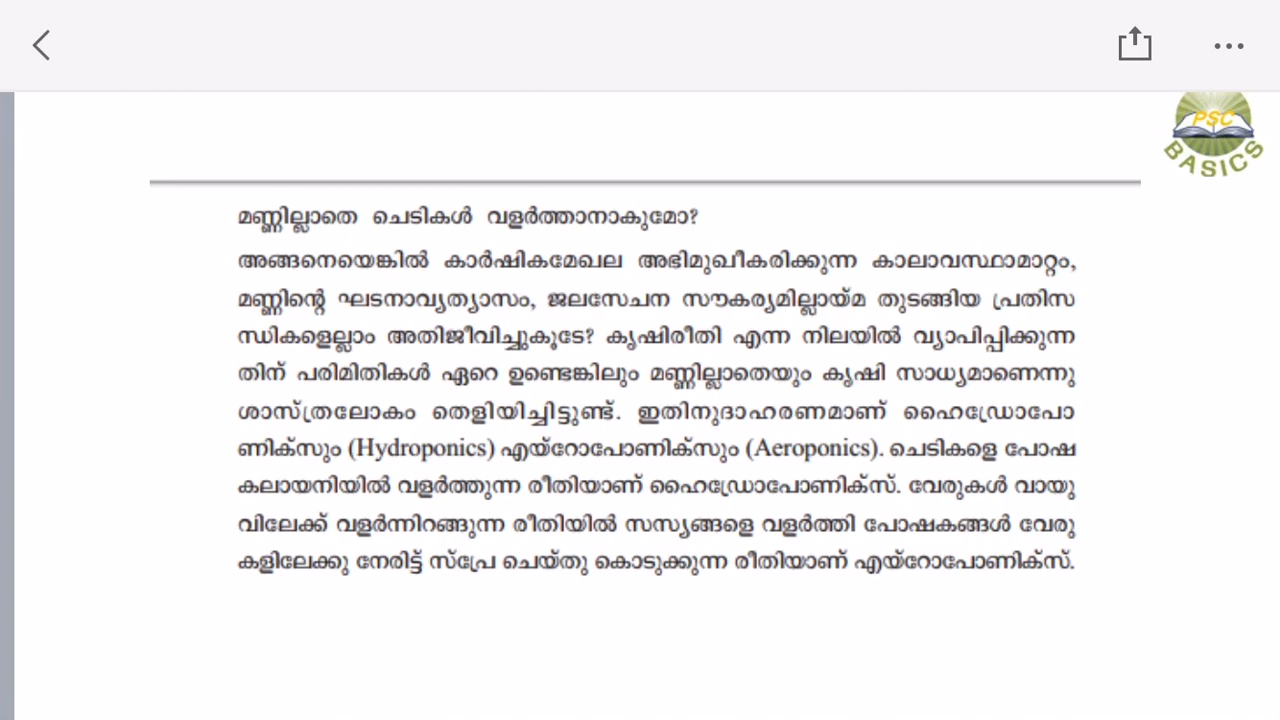 PSC
BASICS
മണ്ണില്ലാതെ ചെടികൾ വളർത്താനാകുമോ?
അങ്ങനെയെങ്കിൽ കാർഷികമേഖല അഭിമുഖീകരിക്കുന്ന കാലാവസ്ഥാമാറ്റം,
മണ്ണിന്റെ ഘടനാവ്യത്യാസം, ജലസേചന സൗകര്യമില്ലായ്മ തുടങ്ങിയ പ്രതിസ
ന്ധികളെല്ലാം അതിജീവിച്ചുകൂടേ? കൃഷിരീതി എന്ന നിലയിൽ വ്യാപിപ്പിക്കുന്ന
തിന് പരിമിതികൾ ഏറെ ഉണ്ടെങ്കിലും മണ്ണില്ലാതെയും കൃഷി സാധ്യമാണെന്നു
ശാസ്ത്രലോകം തെളിയിച്ചിട്ടുണ്ട്. ഇതിനുദാഹരണമാണ് ഹൈഡ്രോപോ
ണിക്സും (Hydroponics) എയ്റോപോണിക്സും (Aeroponics). ചെടികളെ പോഷ
കലായനിയിൽ വളർത്തുന്ന രീതിയാണ് ഹൈഡ്രോപോണിക്സ്. വേരുകൾ വായു
വിലേക്ക് വളർന്നിറങ്ങുന്ന രീതിയിൽ സസ്യങ്ങളെ വളർത്തി പോഷകങ്ങൾ വേരു
കളിലേക്കു നേരിട്ട് സ്പ്രേ ചെയ്തു കൊടുക്കുന്ന രീതിയാണ് എയ്റോപോണിക്സ്.